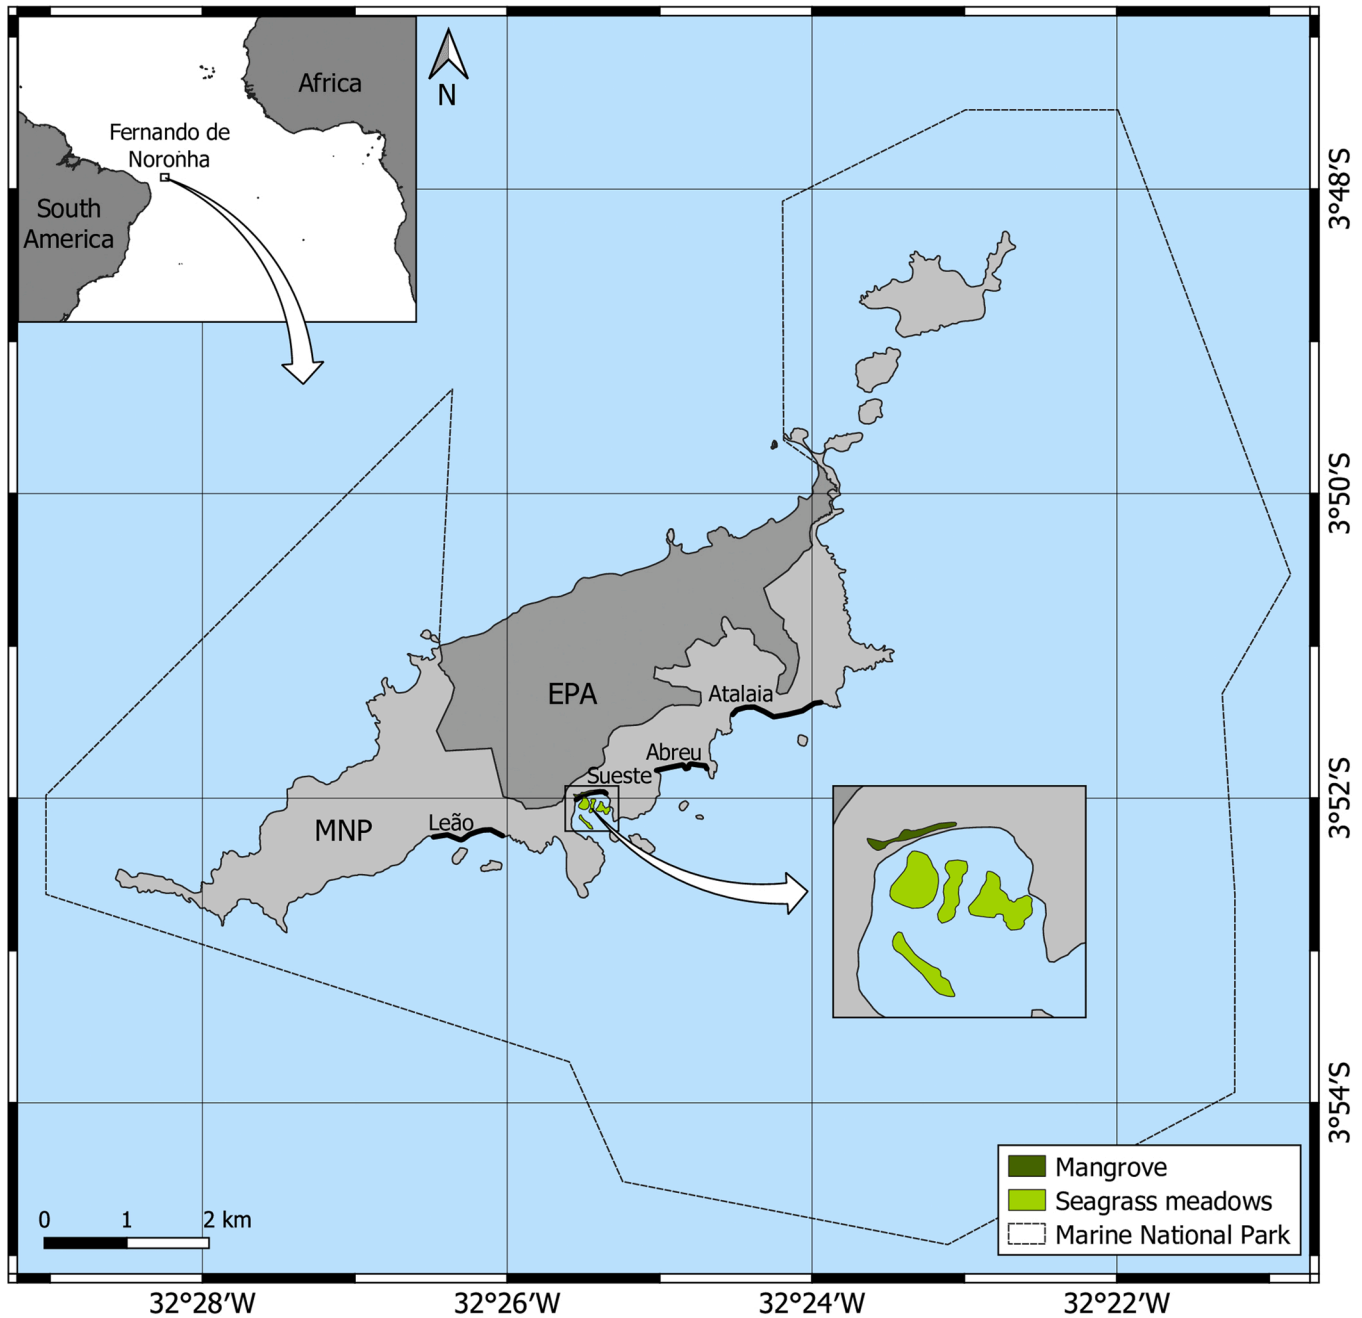 Africa
N
Fernando de
Noronha
South
America
3°48′S
3°50′S
EPA
Atalaia
Abreu
Sueste
3°52′S
MNP
Leão
3°54′S
Mangrove
Seagrass meadows
Marine National Park
0 1 2 km
32°28′W 32°26′W 32°24′W 32°22′W